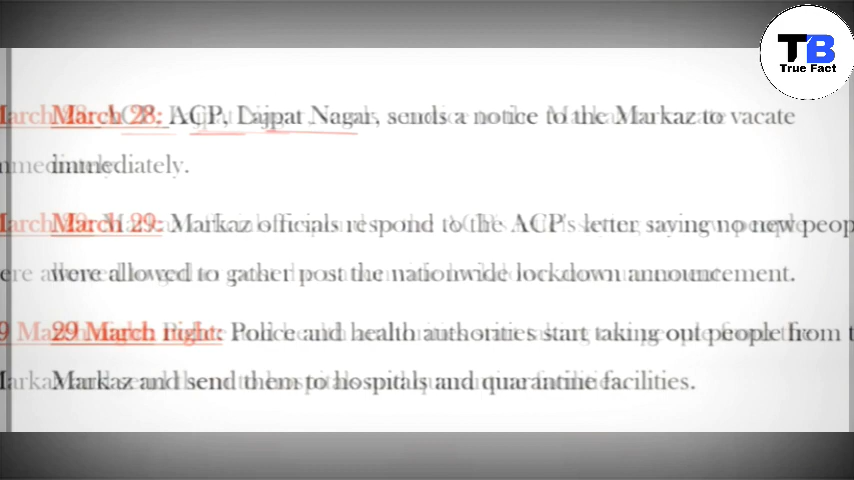 TB
True Fact
March 28: ACP, Lajpat Nagar, sends a notice to the Markaz to vacate
immediately.
March 29: Markaz officials respond to the ACP's letter saying no new peop
were allowed to gather post the nationwide lockdown announcement.
29 March night: Police and health authorities start taking out people from t
Markaz and send them to hospitals and quarantine facilities.